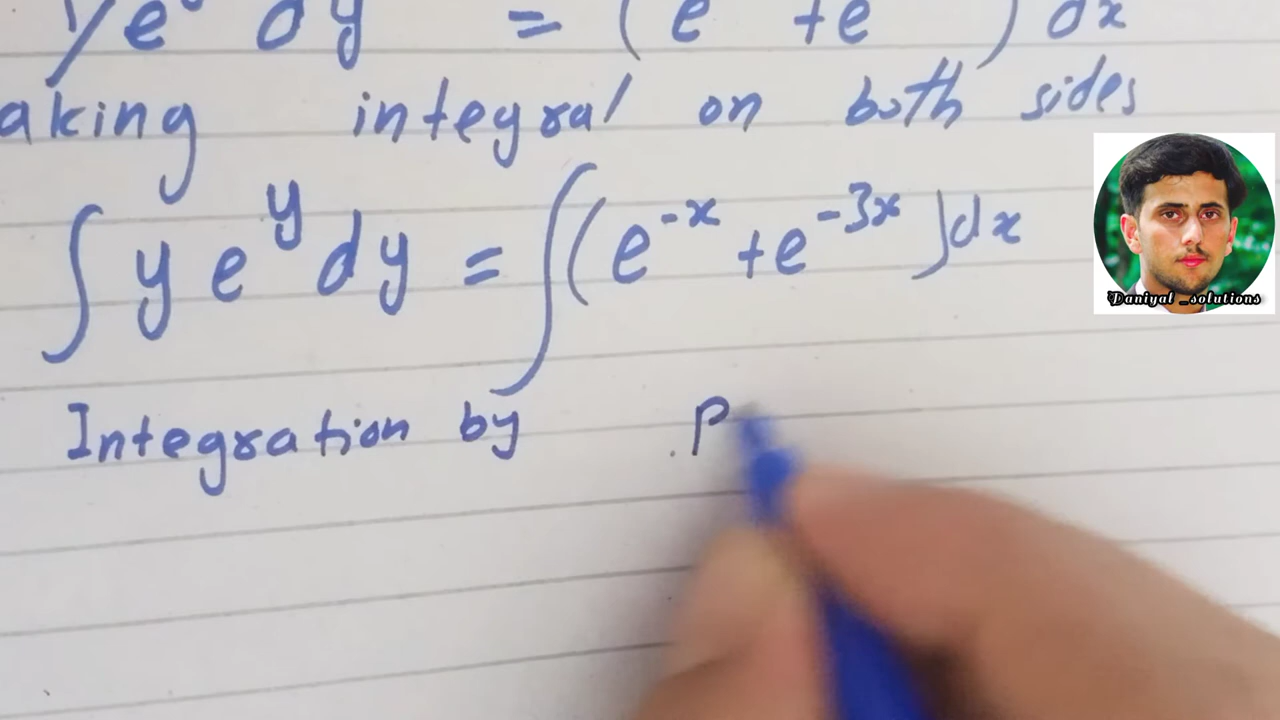 ye dy = (e + e ) dx
aking integral on both sides
∫ y e^y dy = ∫ (e^-x + e^-3x) dx
Integration by P
Daniyal _solutions